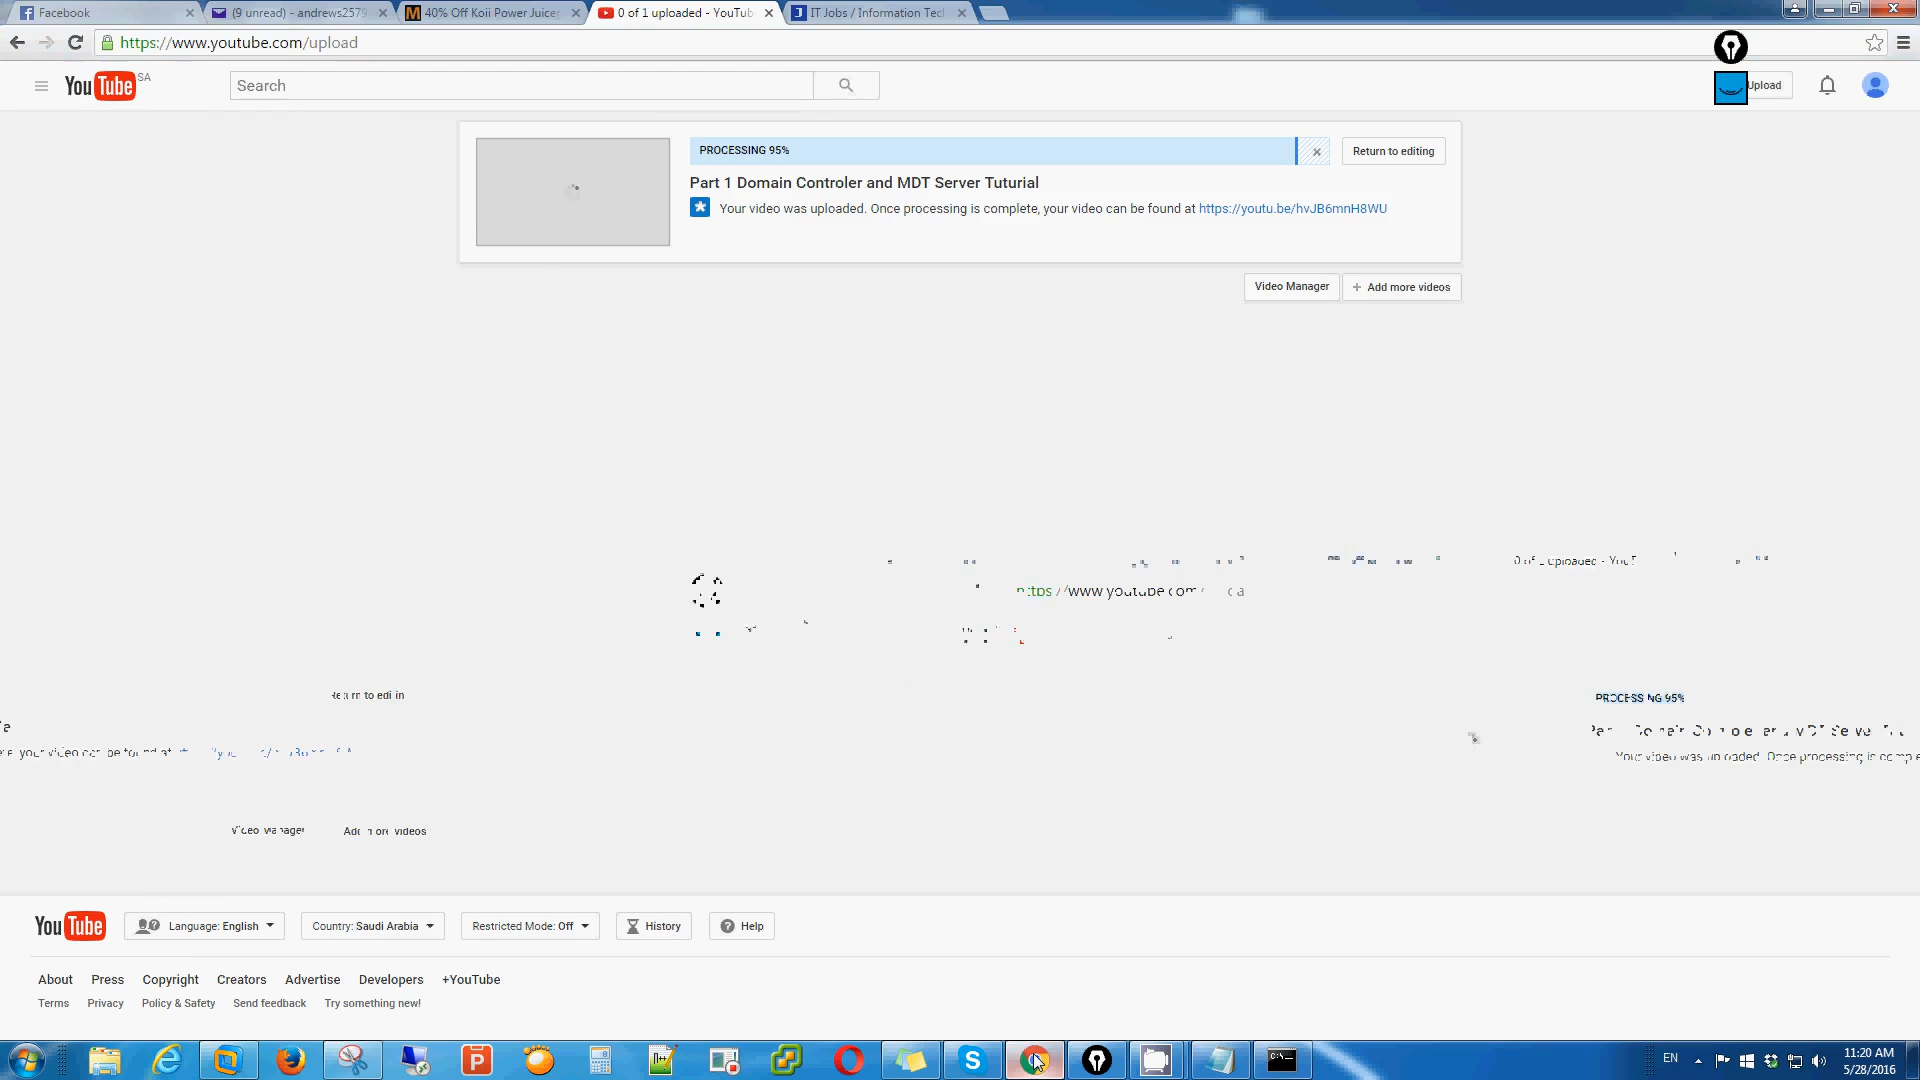 Facebook
(9 unread) - andrews2579
40% Off Koii Power Juicer
0 of 1 uploaded - YouTub
IT Jobs / Information Tech
https://www.youtube.com/upload
YouTube SA
Search
Upload
PROCESSING 95%
Return to editing
Part 1 Domain Controler and MDT Server Tuturial
Your video was uploaded. Once processing is complete, your video can be found at https://youtu.be/hvJB6mnH8WU
Video Manager
+ Add more videos
YouTube
Language: English
Country: Saudi Arabia
Restricted Mode: Off
History
Help
About Press Copyright Creators Advertise Developers +YouTube
Terms Privacy Policy & Safety Send feedback Try something new!
EN
11:20 AM
5/28/2016